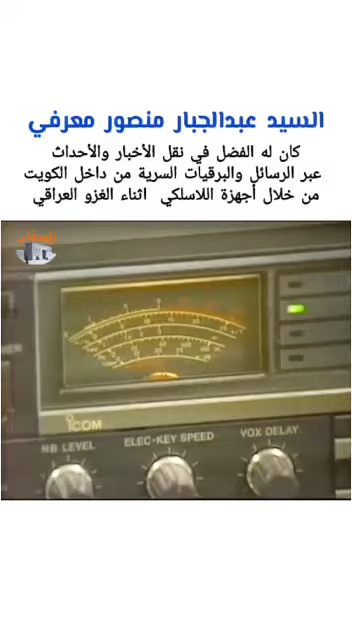 السيد عبدالجبار منصور معرفي
كان له الفضل في نقل الأخبار والأحداث
عبر الرسائل والبرقيات السرية من داخل الكويت
من خلال أجهزة اللاسلكي اثناء الغزو العراقي
ICOM
NB LEVEL
ELEC-KEY SPEED
VOX DELAY